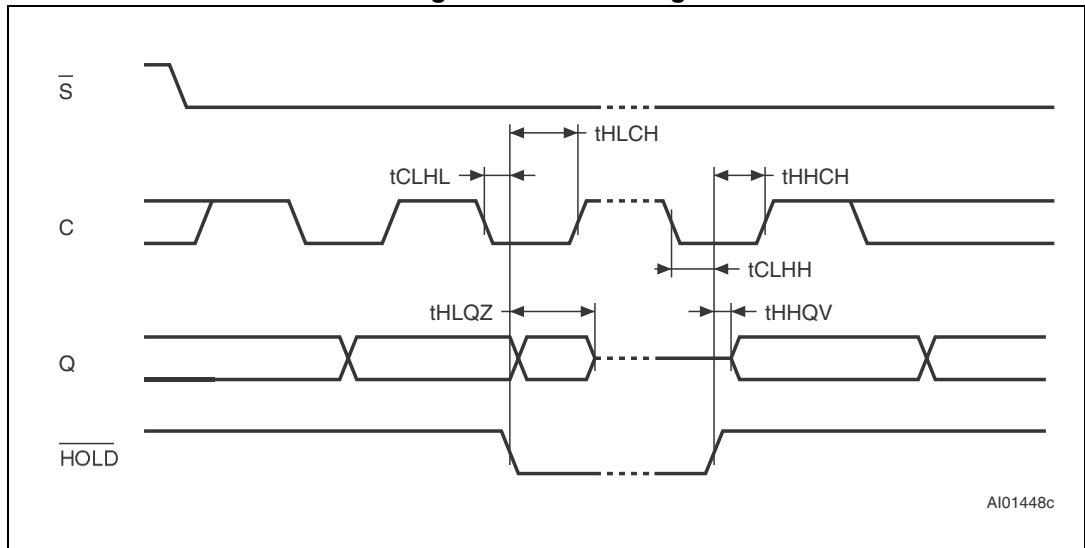 S
tHLCH
tCLHL
tHHCH
C
tCLHH
tHLQZ
tHHQV
Q
HOLD
AI01448c